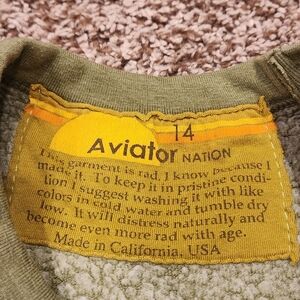 14
Aviator NATION
This garment is rad, I know because I
made it. To keep it in pristine condi-
tion I suggest washing it with like
colors in cold water and tumble dry
low. It will distress naturally and
become even more rad with age.
Made in California, USA